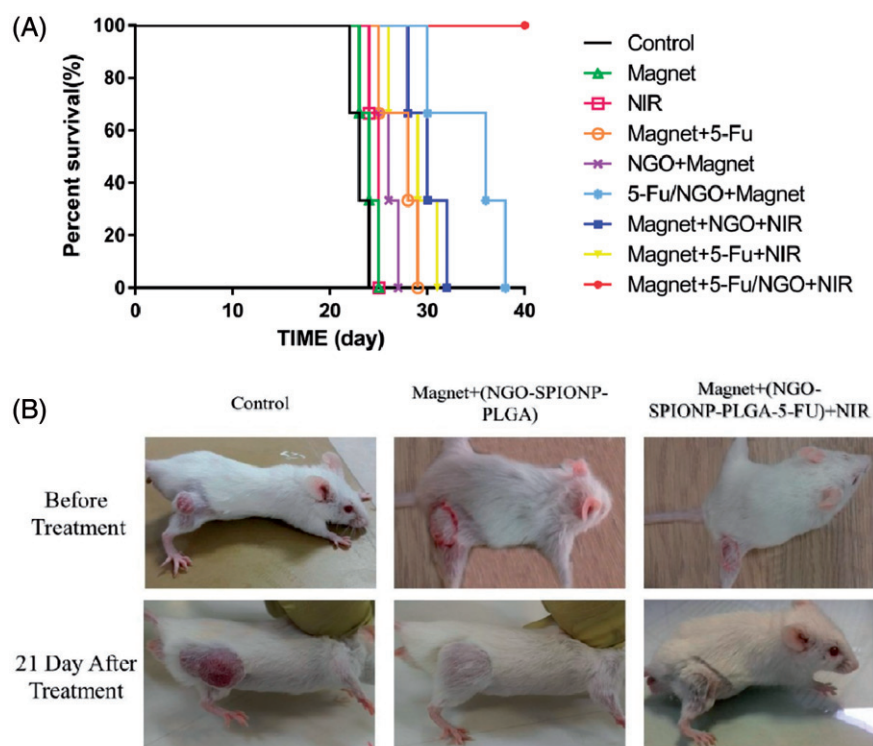 (A)
100
80
60
40
20
0
Percent survival(%)
0 10 20 30 40
TIME (day)
Control
Magnet
NIR
Magnet+5-Fu
NGO+Magnet
5-Fu/NGO+Magnet
Magnet+NGO+NIR
Magnet+5-Fu+NIR
Magnet+5-Fu/NGO+NIR
(B)
Control
Magnet+(NGO-SPIONP-
PLGA)
Magnet+(NGO-
SPIONP-PLGA-5-FU)+NIR
Before
Treatment
21 Day After
Treatment